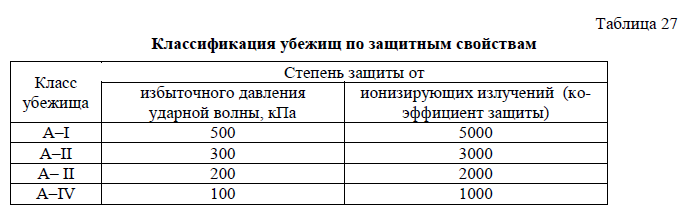 Таблица 27
Классификация убежищ по защитным свойствам
Класс убежища
Степень защиты от
избыточного давления ударной волны, кПа
ионизирующих излучений (ко-
эффициент защиты)
А–I 500 5000
А–II 300 3000
А– II 200 2000
А–IV 100 1000